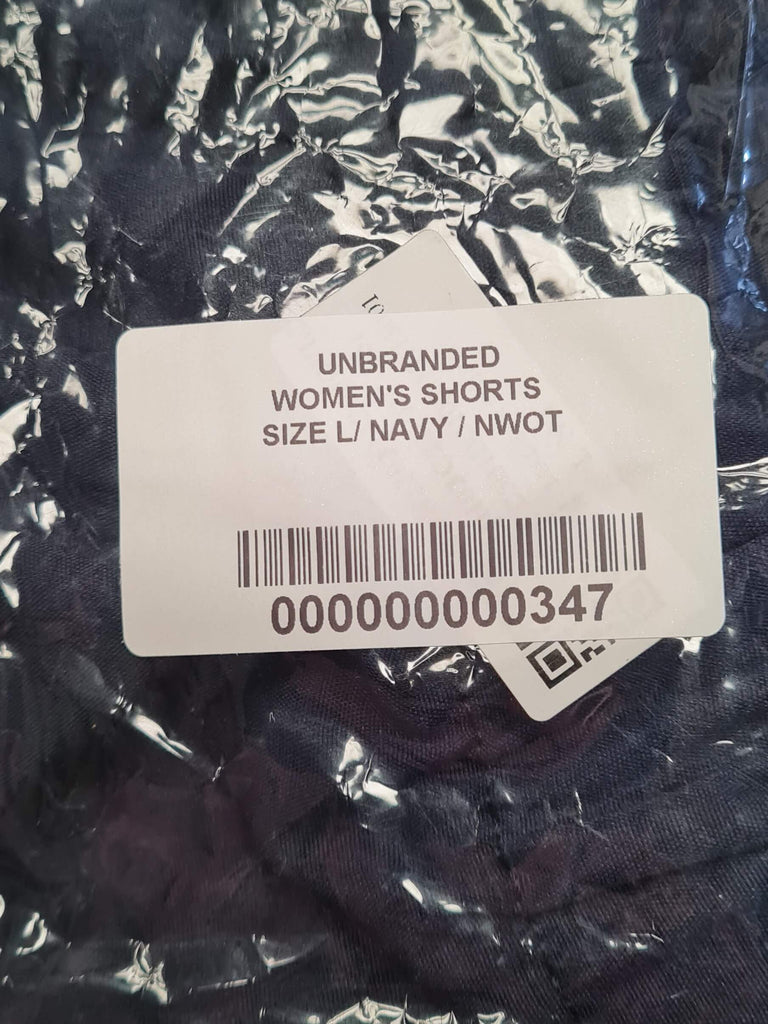 UNBRANDED
WOMEN'S SHORTS
SIZE L/ NAVY / NWOT
000000000347